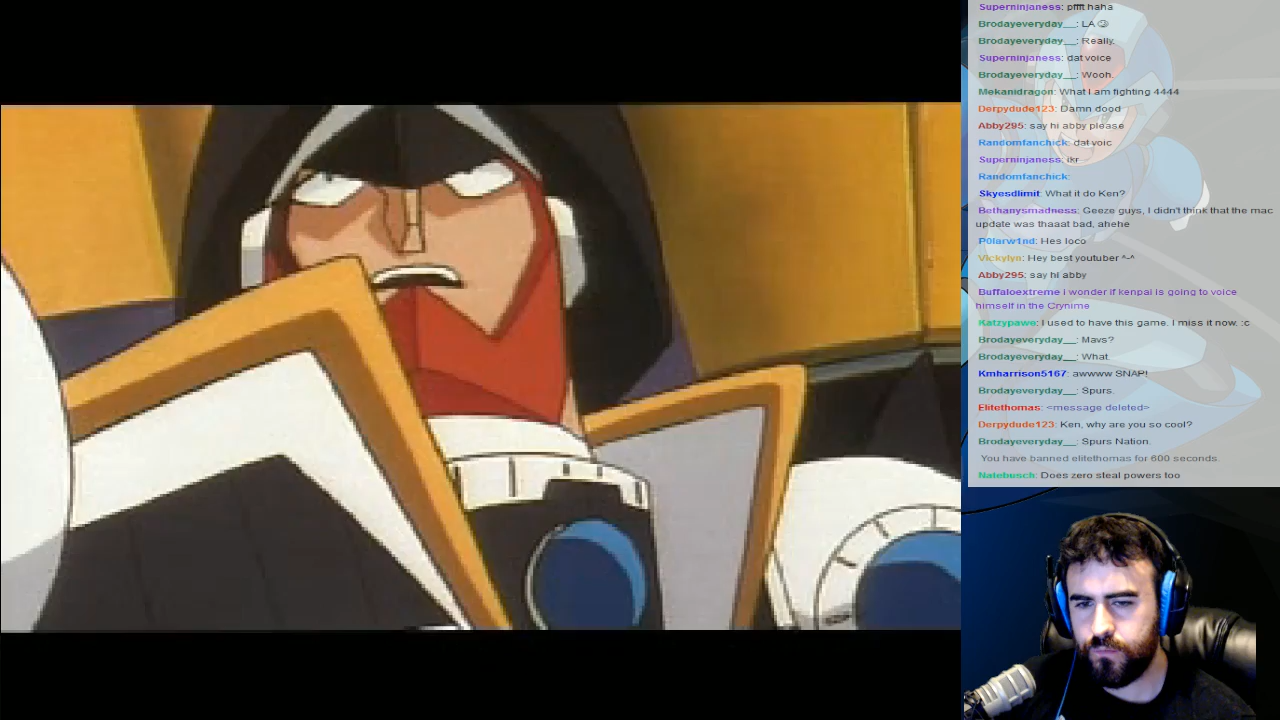 Superninjaness: pffft haha
Brodayeveryday__: LA
Brodayeveryday__: Really.
Superninjaness: dat voice
Brodayeveryday__: Wooh.
Mekanidragon: What I am fighting 4444
Derpydude123: Damn dood
Abby295: say hi abby please
Randomfanchick: dat voic
Superninjaness: ikr
Randomfanchick:
Skyesdlimit: What it do Ken?
Bethanysmadness: Geeze guys, I didn't think that the mac
update was thaaat bad, ahehe
P0larw1nd: Hes loco
Vickylyn: Hey best youtuber ^-^
Abby295: say hi abby
Buffaloextreme i wonder if kenpai is going to voice
himself in the Crynime
Katzypawz: I used to have this game. I miss it now. :c
Brodayeveryday__: Mavs?
Brodayeveryday__: What.
Kmharrison5167: awwww SNAP!
Brodayeveryday__: Spurs.
Elitethomas: <message deleted>
Derpydude123: Ken, why are you so cool?
Brodayeveryday__: Spurs Nation.
You have banned elitethomas for 600 seconds.
Natebusch: Does zero steal powers too